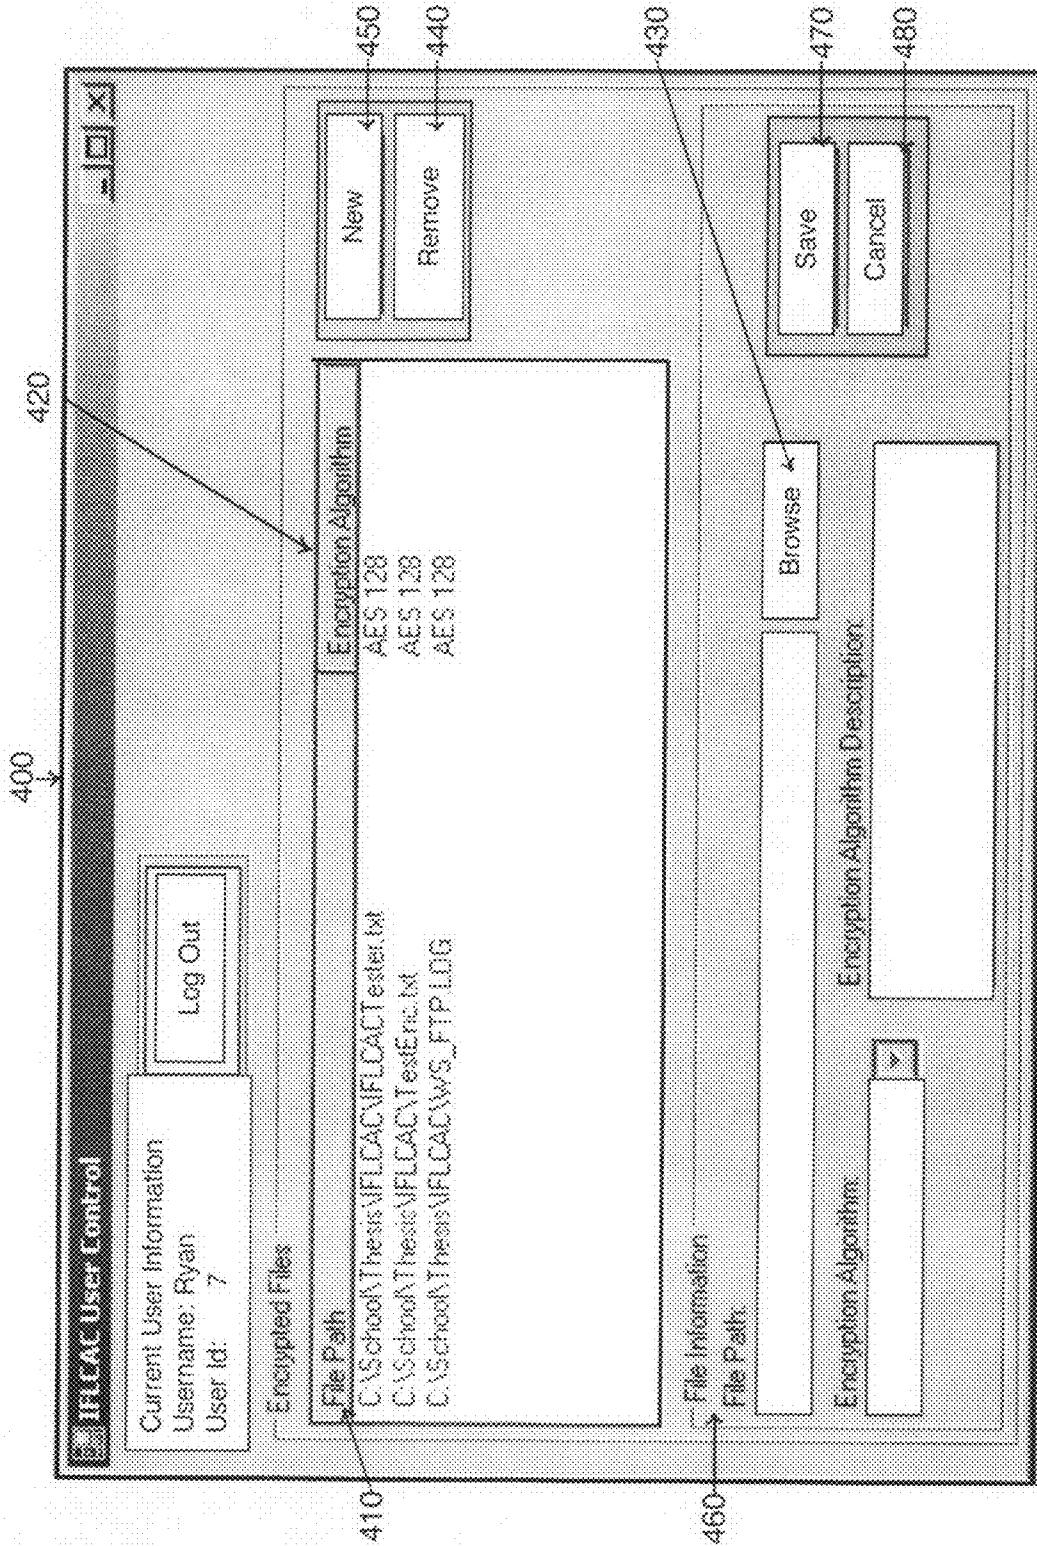 400
420
IFLCAC User Control
Current User Information
Username: Ryan
User Id: 7
Log Out
Encrypted Files
File Path
Encryption Algorithm
C:\School\Thesis\IFLCAC\IFLCACTester.txt
AES 128
C:\School\Thesis\IFLCAC\TestEnc.txt
AES 128
C:\School\Thesis\IFLCAC\WS_FTP.LOG
AES 128
New
Remove
450
440
410
430
460
File Information
File Path:
Browse
Save
Cancel
470
480
Encryption Algorithm:
Encryption Algorithm Description: